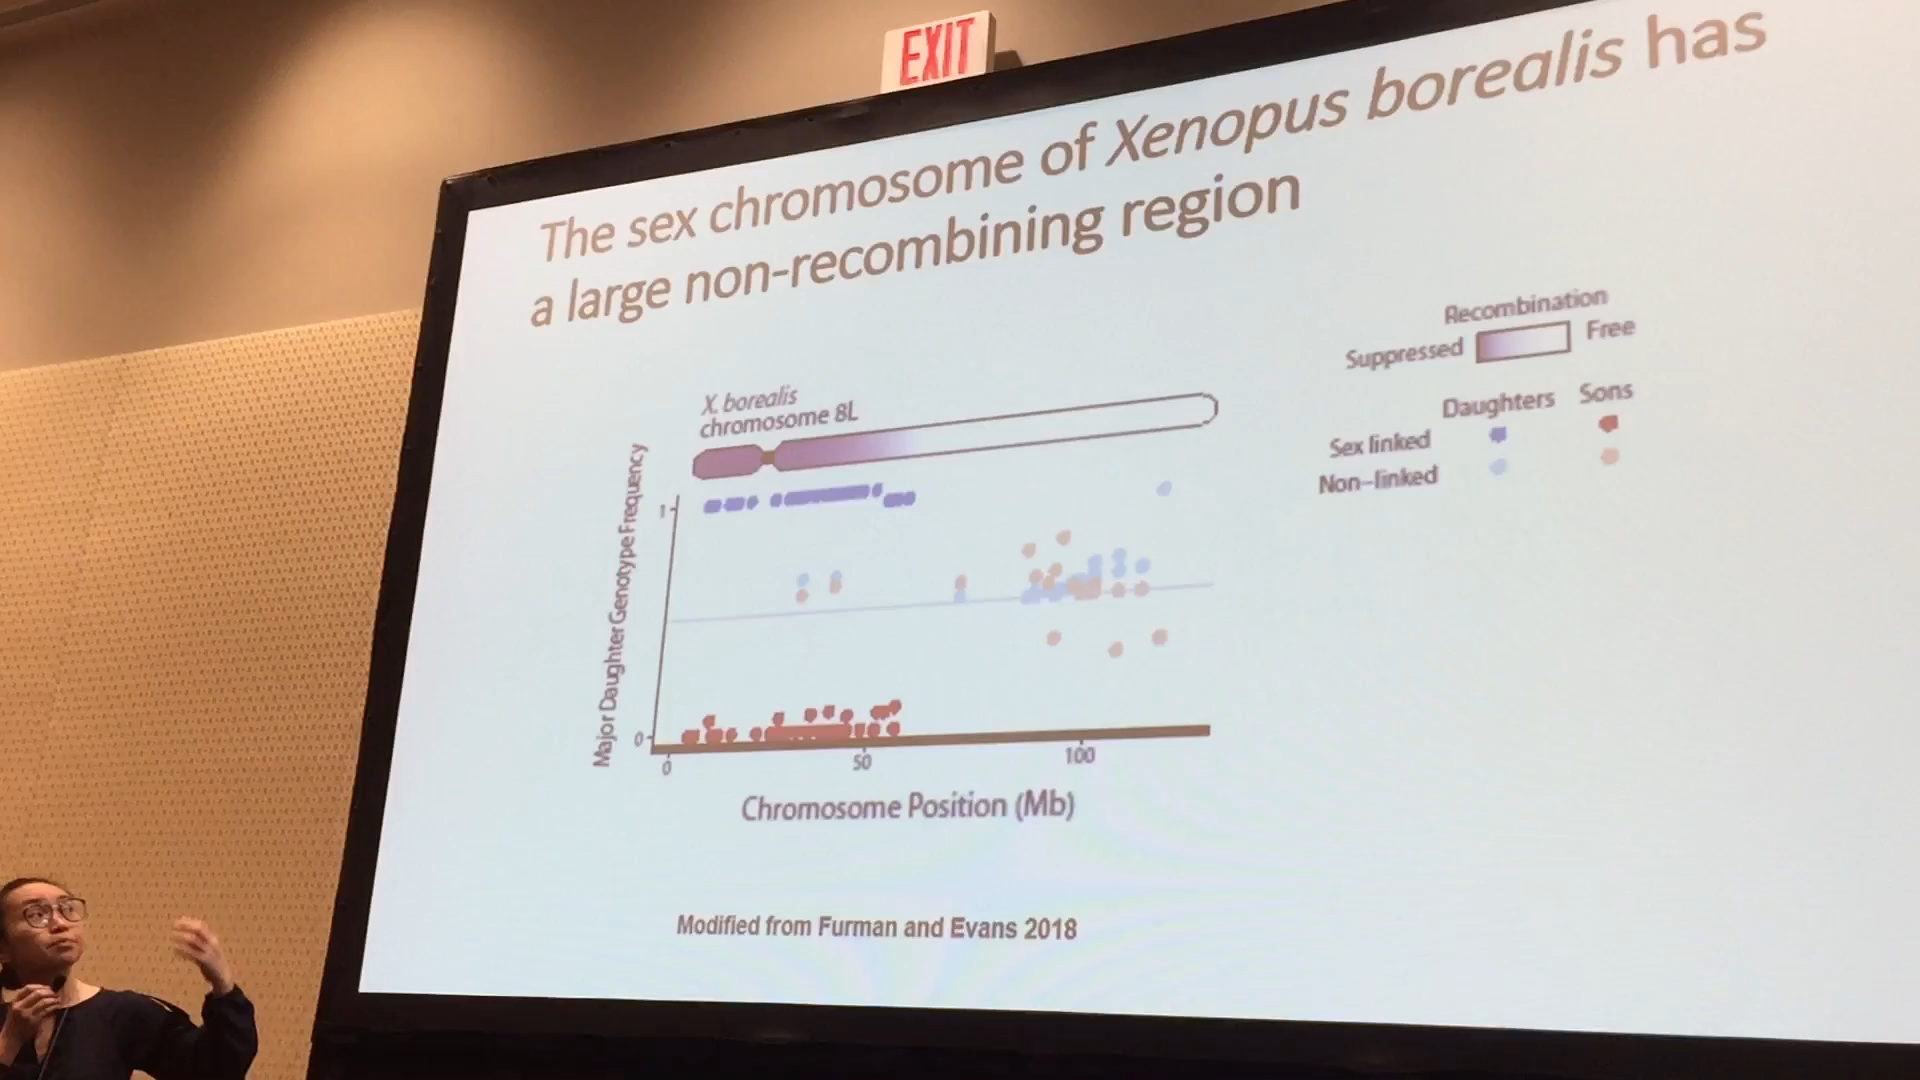 EXIT
The sex chromosome of Xenopus borealis has
a large non-recombining region
Recombination
Suppressed Free
Daughters Sons
Sex linked
Non-linked
X. borealis
chromosome 8L
Major Daughter Genotype Frequency
1
0
0 50 100
Chromosome Position (Mb)
Modified from Furman and Evans 2018